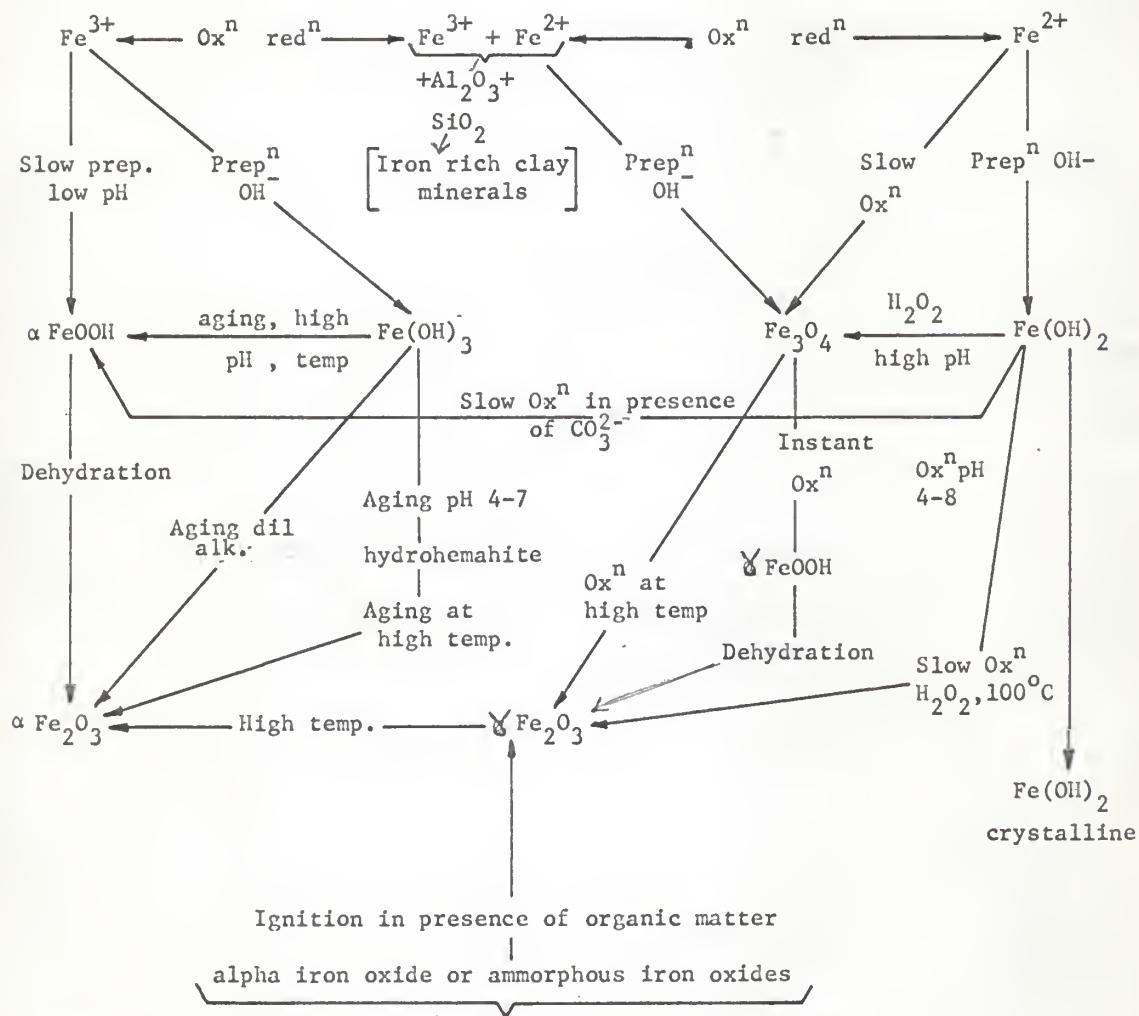 Fe³⁺ Oxⁿ redⁿ Fe³⁺ + Fe²⁺ Oxⁿ redⁿ Fe²⁺
+Al₂O₃+
SiO₂
Slow prep.
low pH
Prepⁿ
OH⁻
[Iron rich clay
minerals]
Prepⁿ
OH⁻
Slow
Oxⁿ
Prepⁿ OH-
α FeOOH
aging, high
pH , temp
Fe(OH)₃
Fe₃O₄
H₂O₂
high pH
Fe(OH)₂
Slow Oxⁿ in presence
of CO₃²⁻
Dehydration
Aging dil
alk.
Aging pH 4-7
hydrohemahite
Aging at
high temp.
Oxⁿ at
high temp
Instant
Oxⁿ
γ FeOOH
Dehydration
OxⁿpH
4-8
Slow Oxⁿ
H₂O₂,100°C
α Fe₂O₃ High temp. γ Fe₂O₃
Fe(OH)₂
crystalline
Ignition in presence of organic matter
alpha iron oxide or ammorphous iron oxides